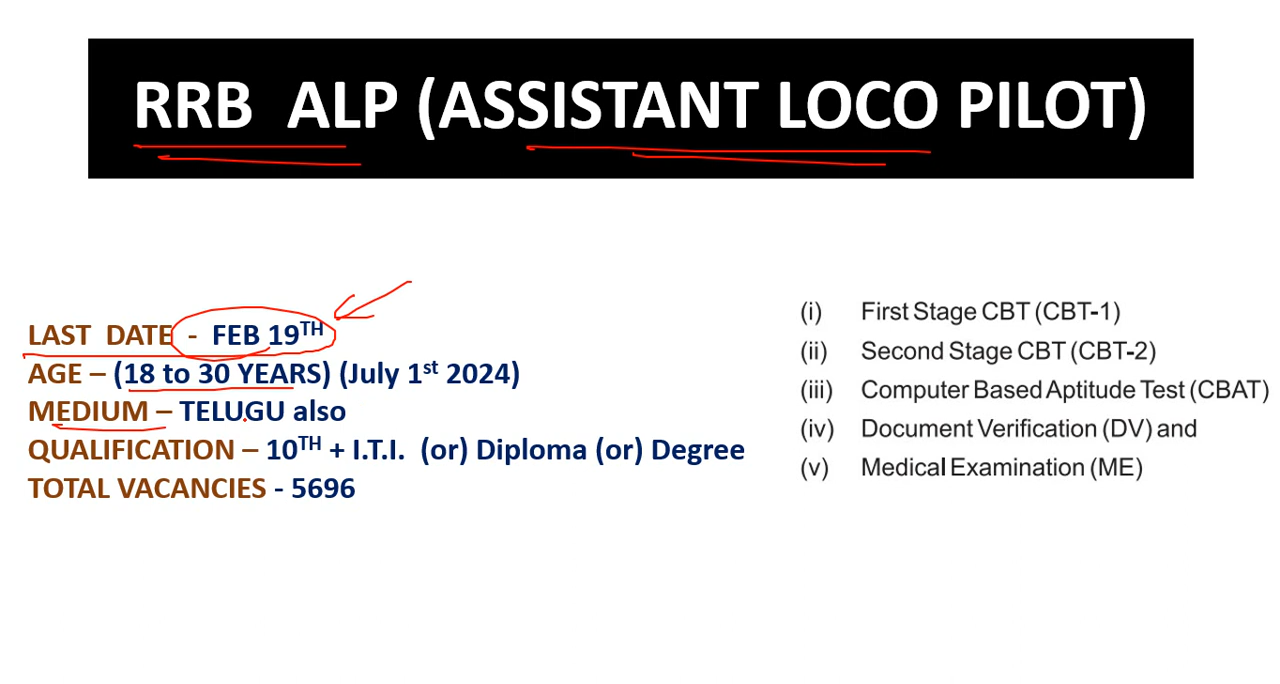 RRB ALP (ASSISTANT LOCO PILOT)
LAST DATE - FEB 19TH
AGE – (18 to 30 YEARS) (July 1st 2024)
MEDIUM – TELUGU also
QUALIFICATION – 10TH + I.T.I. (or) Diploma (or) Degree
TOTAL VACANCIES - 5696
(i) First Stage CBT (CBT-1)
(ii) Second Stage CBT (CBT-2)
(iii) Computer Based Aptitude Test (CBAT)
(iv) Document Verification (DV) and
(v) Medical Examination (ME)